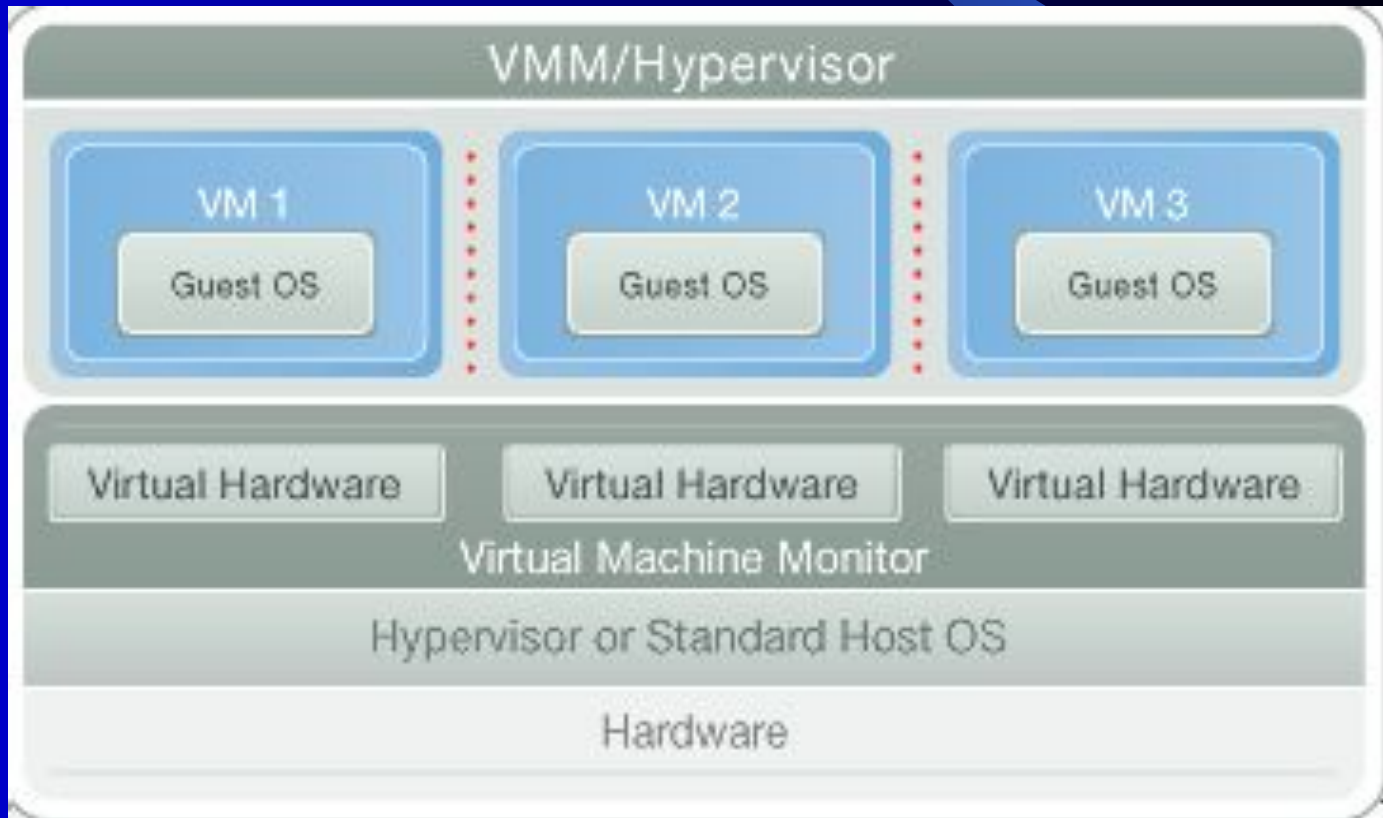 VMM/Hypervisor
VM 1
Guest OS
VM 2
Guest OS
VM 3
Guest OS
Virtual Hardware
Virtual Hardware
Virtual Hardware
Virtual Machine Monitor
Hypervisor or Standard Host OS
Hardware